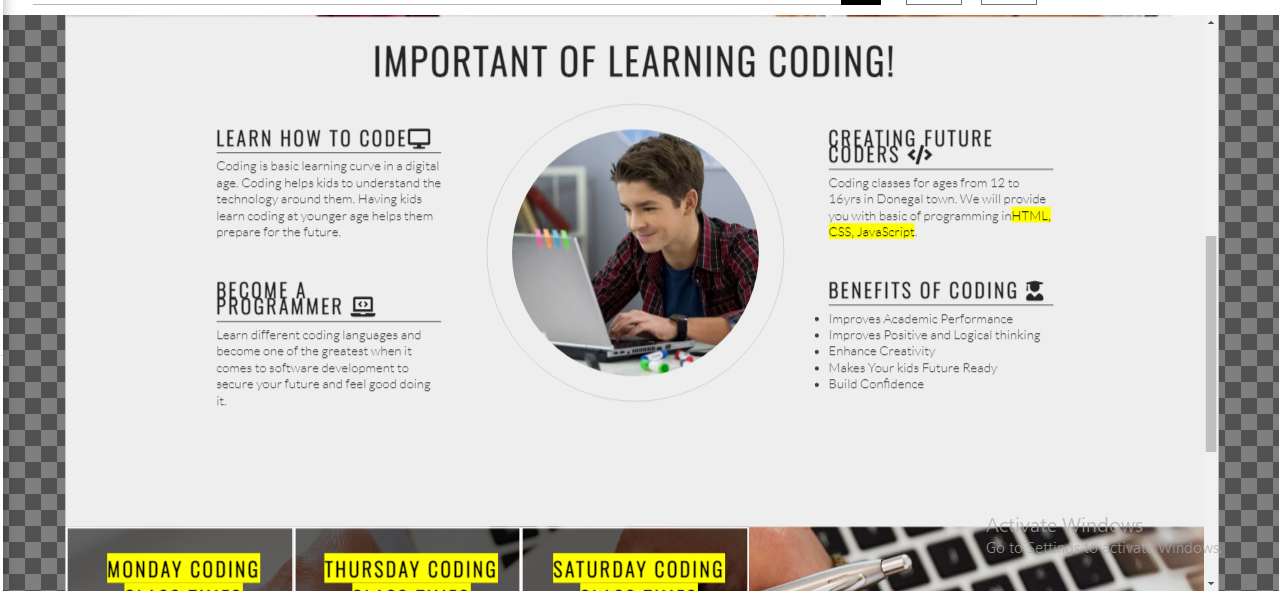 IMPORTANT OF LEARNING CODING!
LEARN HOW TO CODE
Coding is basic learning curve in a digital
age. Coding helps kids to understand the
technology around them. Having kids
learn coding at younger age helps them
prepare for the future.
BECOME A
PROGRAMMER
Learn different coding languages and
become one of the greatest when it
comes to software development to
secure your future and feel good doing
it.
CREATING FUTURE
CODERS
Coding classes for ages from 12 to
16yrs in Donegal town. We will provide
you with basic of programming inHTML,
CSS, JavaScript.
BENEFITS OF CODING
Improves Academic Performance
Improves Positive and Logical thinking
Enhance Creativity
Makes Your kids Future Ready
Build Confidence
Activate Windows
Go to Settings to activate Windows
MONDAY CODING
THURSDAY CODING
SATURDAY CODING